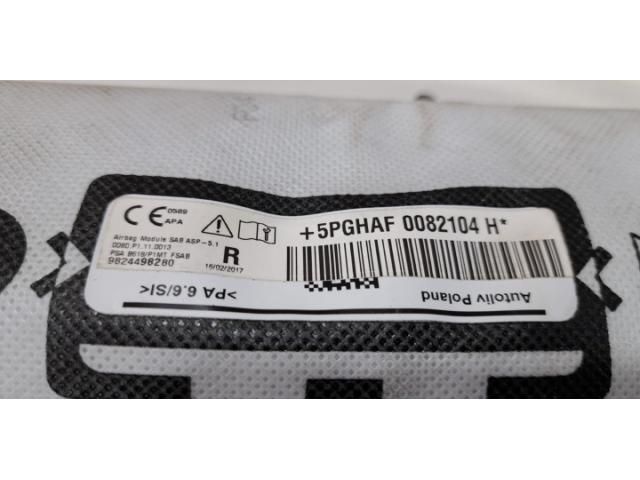 CE 0589
APA
Airbag Module SAB ASP-5.1
0080.P1.11.0013
PSA B618/P1MT FSAB
9824498280
R
16/02/2017
+5PGHAF 0082104 H*
Autoliv Poland
>PA 6.6/SI<